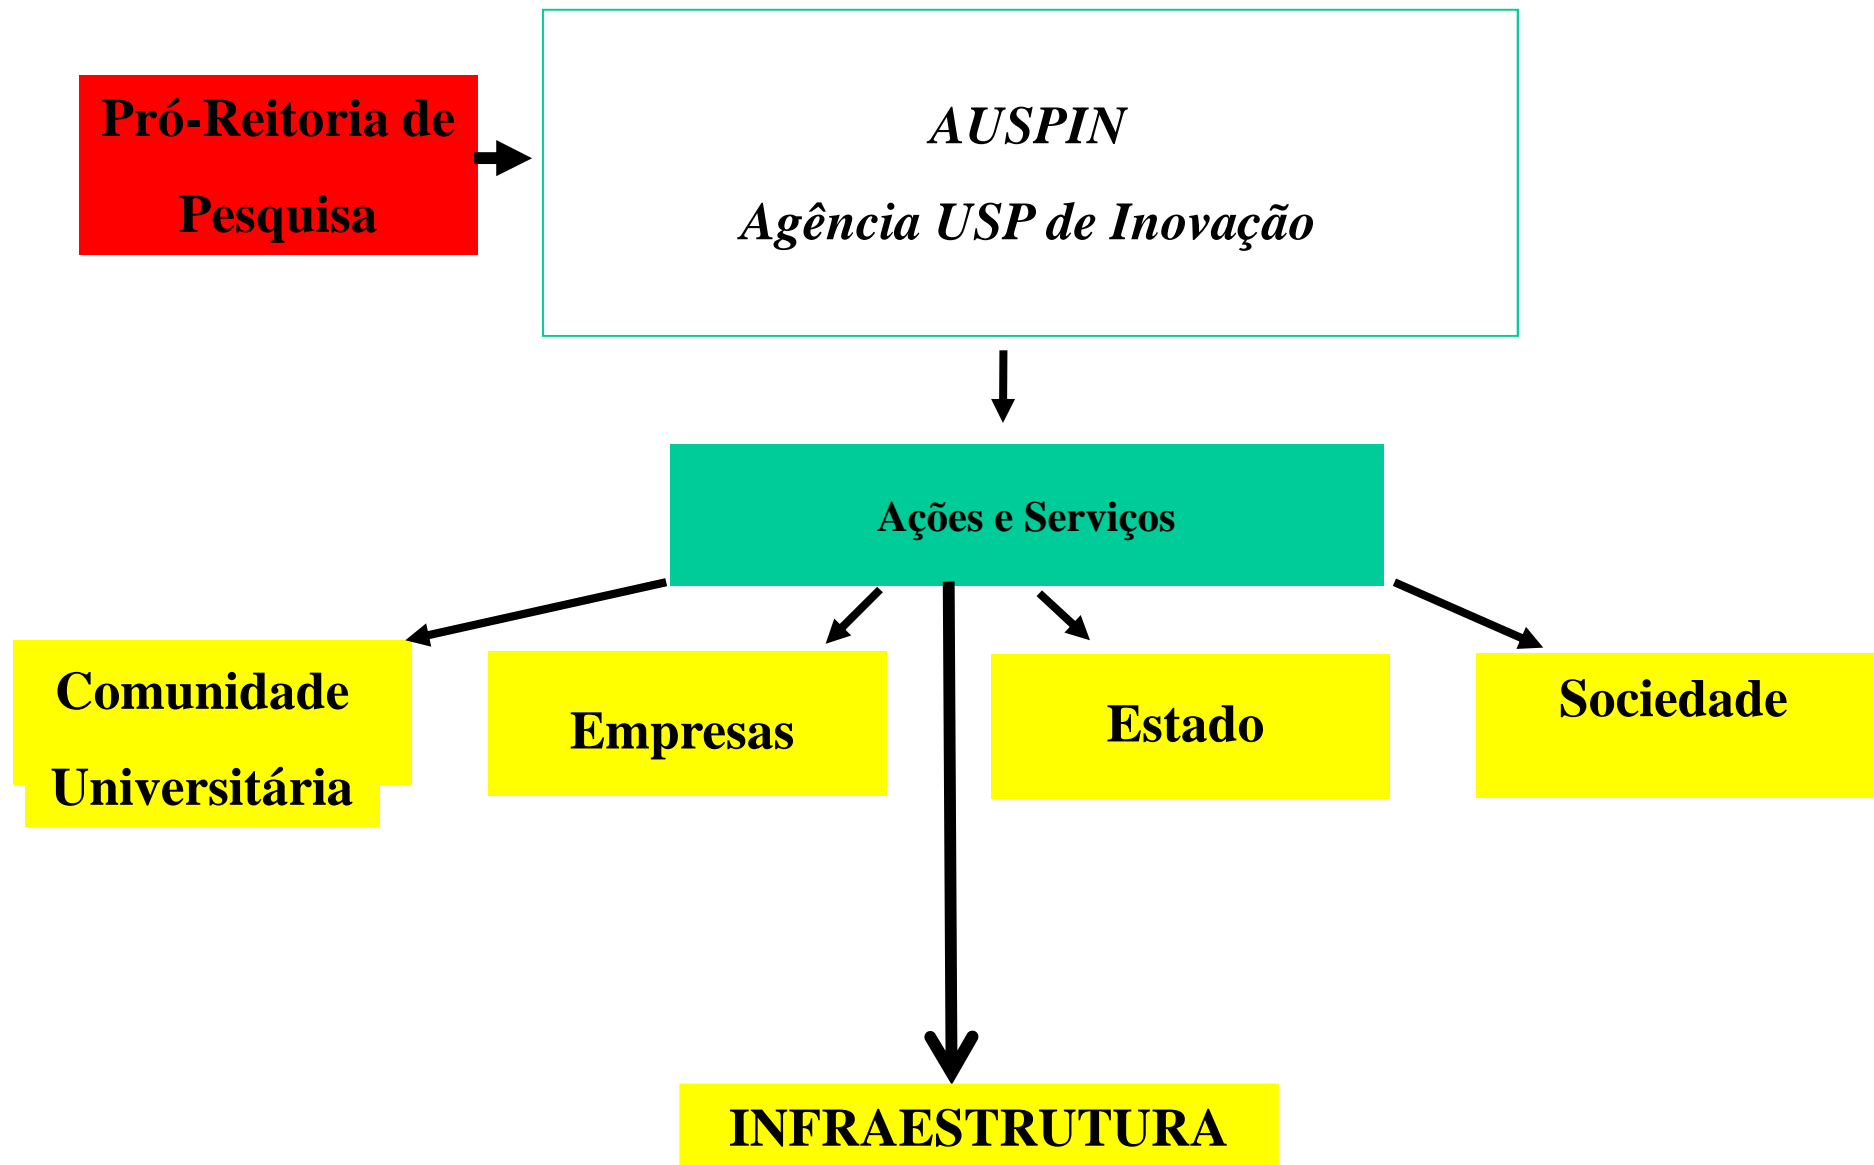 Pró-Reitoria de
Pesquisa
AUSPIN
Agência USP de Inovação
Ações e Serviços
Comunidade
Universitária
Empresas
Estado
Sociedade
INFRAESTRUTURA